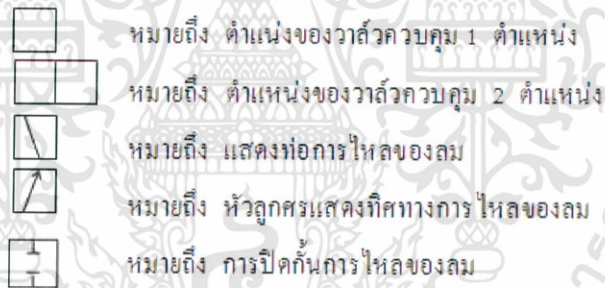 หมายถึง ตำแน่งของวาล์วควบคุม 1 ตำแหน่ง
หมายถึง ตำแหน่งของวาล์วควบคุม 2 ตำแหน่ง
หมายถึง แสดงท่อการไหลของลม
หมายถึง หัวลูกศรแสดงทิศทางการไหลของลม
หมายถึง การปิดกั้นการไหลของลม